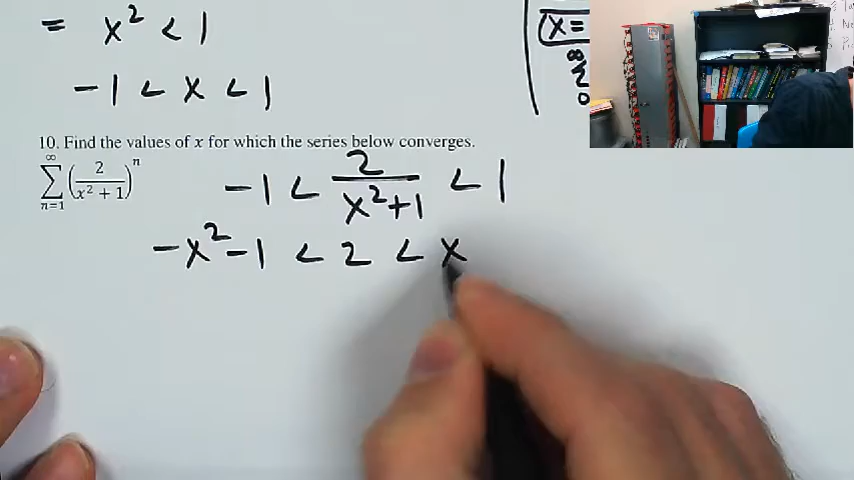 = x² < 1
-1 < x < 1
x =
∞
Σ
0
10. Find the values of x for which the series below converges.
∞
Σ (2/(x² + 1))ⁿ
n=1
-1 < 2/(x²+1) < 1
-x² -1 < 2 < x